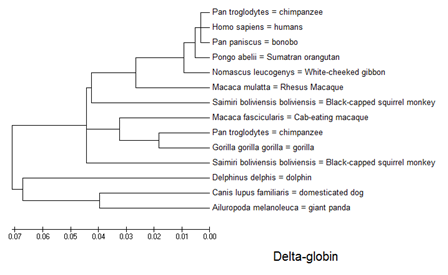 Pan troglodytes = chimpanzee
Homo sapiens = humans
Pan paniscus = bonobo
Pongo abelii = Sumatran orangutan
Nomascus leucogenys = White-cheeked gibbon
Macaca mulatta = Rhesus Macaque
Saimiri boliviensis boliviensis = Black-capped squirrel monkey
Macaca fascicularis = Cab-eating macaque
Pan troglodytes = chimpanzee
Gorilla gorilla gorilla = gorilla
Saimiri boliviensis boliviensis = Black-capped squirrel monkey
Delphinus delphis = dolphin
Canis lupus familiaris = domesticated dog
Ailuropoda melanoleuca = giant panda
0.07 0.06 0.05 0.04 0.03 0.02 0.01 0.00
Delta-globin